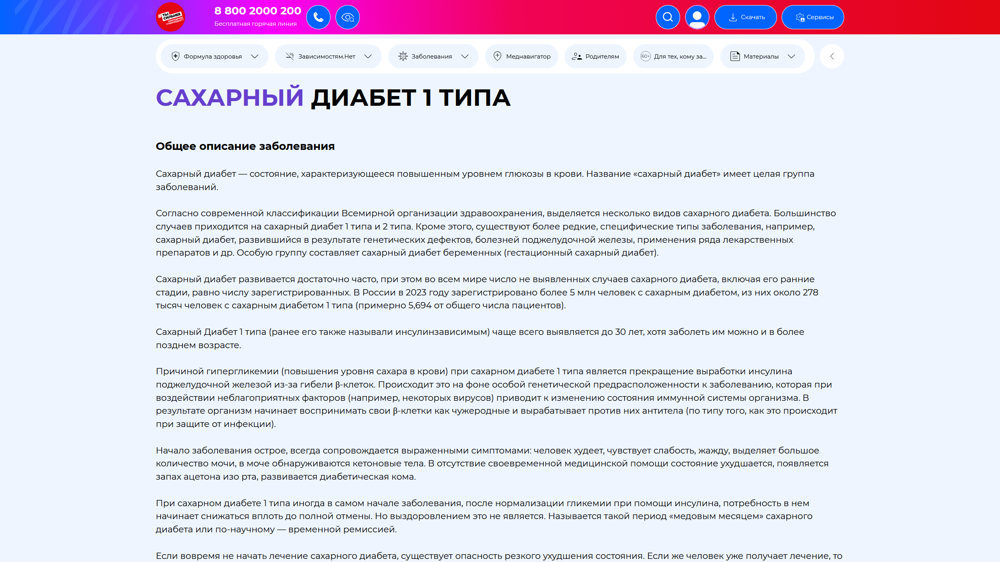 #ТЫ
СИЛЬНЕЕ
МИНЗДРАВ
УТВЕРЖДАЕТ!
8 800 2000 200
Бесплатная горячая линия
Скачать
Сервисы
Формула здоровья
Зависимостям.Нет
Заболевания
Меднавигатор
Родителям
60+ Для тех, кому за...
Материалы
САХАРНЫЙ ДИАБЕТ 1 ТИПА
Общее описание заболевания
Сахарный диабет — состояние, характеризующееся повышенным уровнем глюкозы в крови. Название «сахарный диабет» имеет целая группа
заболеваний.
Согласно современной классификации Всемирной организации здравоохранения, выделяется несколько видов сахарного диабета. Большинство
случаев приходится на сахарный диабет 1 типа и 2 типа. Кроме этого, существуют более редкие, специфические типы заболевания, например,
сахарный диабет, развившийся в результате генетических дефектов, болезней поджелудочной железы, применения ряда лекарственных
препаратов и др. Особую группу составляет сахарный диабет беременных (гестационный сахарный диабет).
Сахарный диабет развивается достаточно часто, при этом во всем мире число не выявленных случаев сахарного диабета, включая его ранние
стадии, равно числу зарегистрированных. В России в 2023 году зарегистрировано более 5 млн человек с сахарным диабетом, из них около 278
тысяч человек с сахарным диабетом 1 типа (примерно 5,694 от общего числа пациентов).
Сахарный Диабет 1 типа (ранее его также называли инсулинзависимым) чаще всего выявляется до 30 лет, хотя заболеть им можно и в более
позднем возрасте.
Причиной гипергликемии (повышения уровня сахара в крови) при сахарном диабете 1 типа является прекращение выработки инсулина
поджелудочной железой из-за гибели β-клеток. Происходит это на фоне особой генетической предрасположенности к заболеванию, которая при
воздействии неблагоприятных факторов (например, некоторых вирусов) приводит к изменению состояния иммунной системы организма. В
результате организм начинает воспринимать свои β-клетки как чужеродные и вырабатывает против них антитела (по типу того, как это происходит
при защите от инфекции).
Начало заболевания острое, всегда сопровождается выраженными симптомами: человек худеет, чувствует слабость, жажду, выделяет большое
количество мочи, в моче обнаруживаются кетоновые тела. В отсутствие своевременной медицинской помощи состояние ухудшается, появляется
запах ацетона изо рта, развивается диабетическая кома.
При сахарном диабете 1 типа иногда в самом начале заболевания, после нормализации гликемии при помощи инсулина, потребность в нем
начинает снижаться вплоть до полной отмены. Но выздоровлением это не является. Называется такой период «медовым месяцем» сахарного
диабета или по-научному — временной ремиссией.
Если вовремя не начать лечение сахарного диабета, существует опасность резкого ухудшения состояния. Если же человек уже получает лечение, то